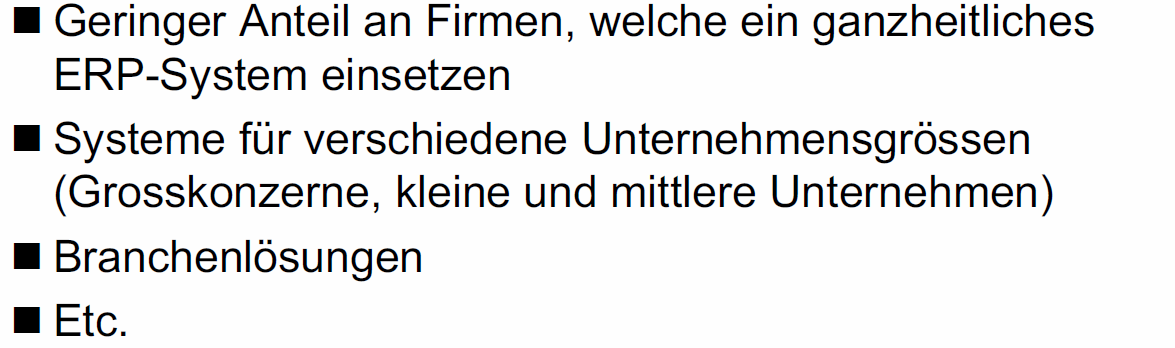 ■ Geringer Anteil an Firmen, welche ein ganzheitliches
ERP-System einsetzen
■ Systeme für verschiedene Unternehmensgrössen
(Grosskonzerne, kleine und mittlere Unternehmen)
■ Branchenlösungen
■ Etc.